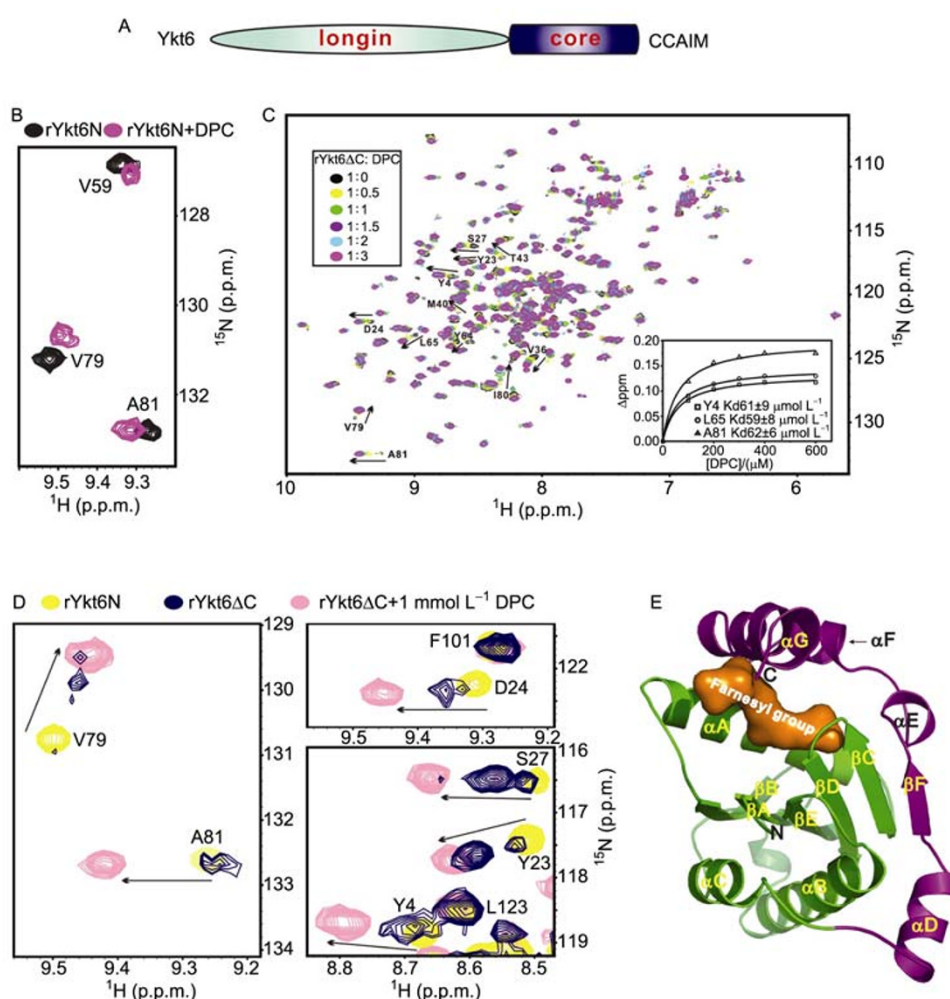 A
Ykt6
longin
core
CCAIM
B
rYkt6N
rYkt6N+DPC
V59
V79
A81
128
130
132
15N (p.p.m.)
9.5
9.4
9.3
1H (p.p.m.)
C
rYkt6ΔC: DPC
1:0
1:0.5
1:1
1:1.5
1:2
1:3
S27
Y23
T43
Y4
M40
D24
L65
Y64
V36
I80
V79
A81
110
115
120
125
130
15N (p.p.m.)
10
9
8
7
6
1H (p.p.m.)
0.20
0.15
0.10
0.05
0.00
Δppm
Y4 Kd61±9 μmol L−1
L65 Kd59±8 μmol L−1
A81 Kd62±6 μmol L−1
0
200
400
600
[DPC]/(μM)
D
rYkt6N
rYkt6ΔC
rYkt6ΔC+1 mmol L−1 DPC
V79
A81
129
130
131
132
133
134
9.5
9.4
9.3
9.2
1H (p.p.m.)
F101
D24
122
9.5
9.4
9.3
9.2
S27
Y23
Y4
L123
116
117
118
119
15N (p.p.m.)
8.8
8.7
8.6
8.5
1H (p.p.m.)
E
αG
αF
C
Farnesyl group
αA
αE
βC
βB
βD
βF
βA
βE
N
αC
αB
αD